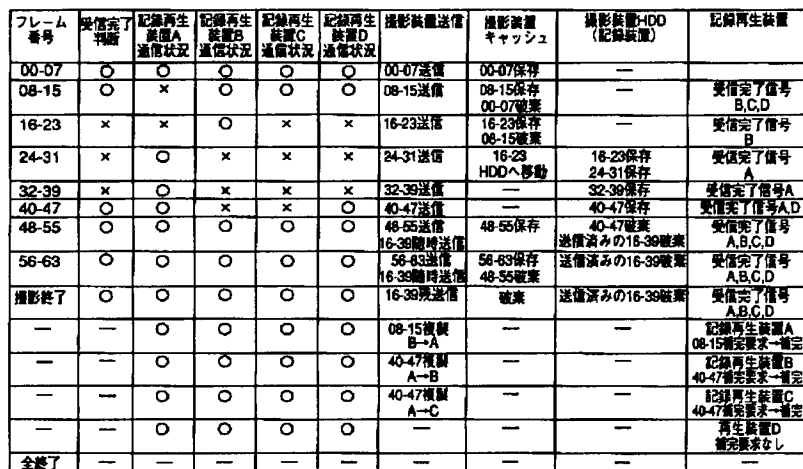 フレーム番号 受信完了判断 記録再生装置A通信状況 記録再生装置B通信状況 記録再生装置C通信状況 記録再生装置D通信状況 撮影装置送信 撮影装置キャッシュ 撮影装置HDD(記録装置) 記録再生装置
00-07 ○ ○ ○ ○ ○ 00-07送信 00-07保存 —
08-15 ○ × ○ ○ ○ 08-15送信 08-15保存 00-07破棄 — 受信完了信号 B,C,D
16-23 × × ○ × × 16-23送信 16-23保存 08-15破棄 — 受信完了信号 B
24-31 × ○ × × × 24-31送信 16-23 HDDへ移動 16-23保存 24-31保存 受信完了信号 A
32-39 × ○ × × × 32-39送信 — 32-39保存 受信完了信号A
40-47 ○ ○ × × ○ 40-47送信 — 40-47保存 受信完了信号A,D
48-55 ○ ○ ○ ○ ○ 48-55送信 16-39随時送信 48-55保存 40-47破棄 送信済みの16-39破棄 受信完了信号 A,B,C,D
56-63 ○ ○ ○ ○ ○ 56-63送信 16-39随時送信 56-63保存 48-55破棄 送信済みの16-39破棄 受信完了信号 A,B,C,D
撮影終了 ○ ○ ○ ○ ○ 16-39残送信 破棄 送信済みの16-39破棄 受信完了信号 A,B,C,D
— — ○ ○ ○ ○ 08-15複製 B→A — — 記録再生装置A 08-15補完要求→補完
— — ○ ○ ○ ○ 40-47複製 A→B — — 記録再生装置B 40-47補完要求→補完
— — ○ ○ ○ ○ 40-47複製 A→C — — 記録再生装置C 40-47補完要求→補完
— — ○ ○ ○ ○ — — — 再生装置D 補完要求なし
全終了 — — — — — — — — —